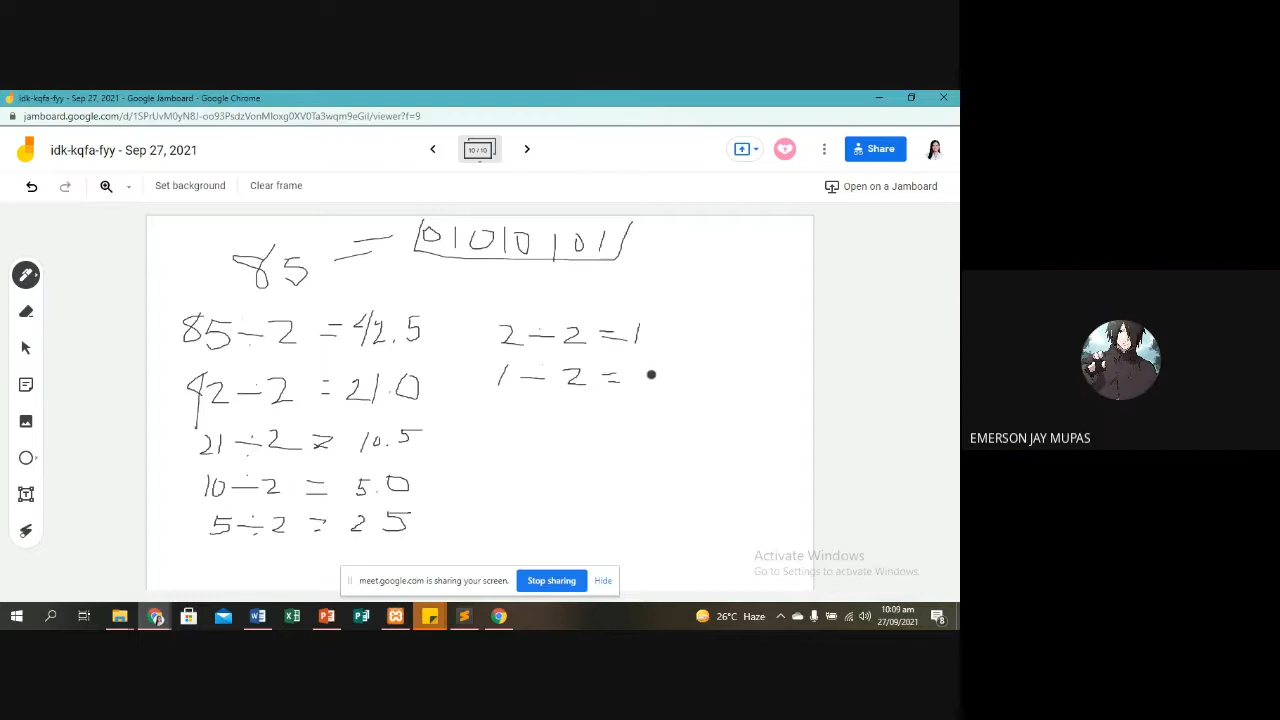 idk-kqfa-fyy - Sep 27, 2021 - Google Jamboard - Google Chrome
jamboard.google.com/d/1SPrUvM0yN8J-oo93PsdzVonMIoxg0XV0Ta3wqm9eGiI/viewer?f=9
idk-kqfa-fyy - Sep 27, 2021
10 / 10
Share
Set background
Clear frame
Open on a Jamboard
85 = 01010101
85 ÷ 2 = 42.5
42 ÷ 2 = 21.0
21 ÷ 2 = 10.5
10 ÷ 2 = 5.0
5 ÷ 2 = 2 5
2 ÷ 2 = 1
1 ÷ 2 =
EMERSON JAY MUPAS
Activate Windows
Go to Settings to activate Windows.
meet.google.com is sharing your screen.
Stop sharing
Hide
26°C Haze
10:09 am
27/09/2021
8